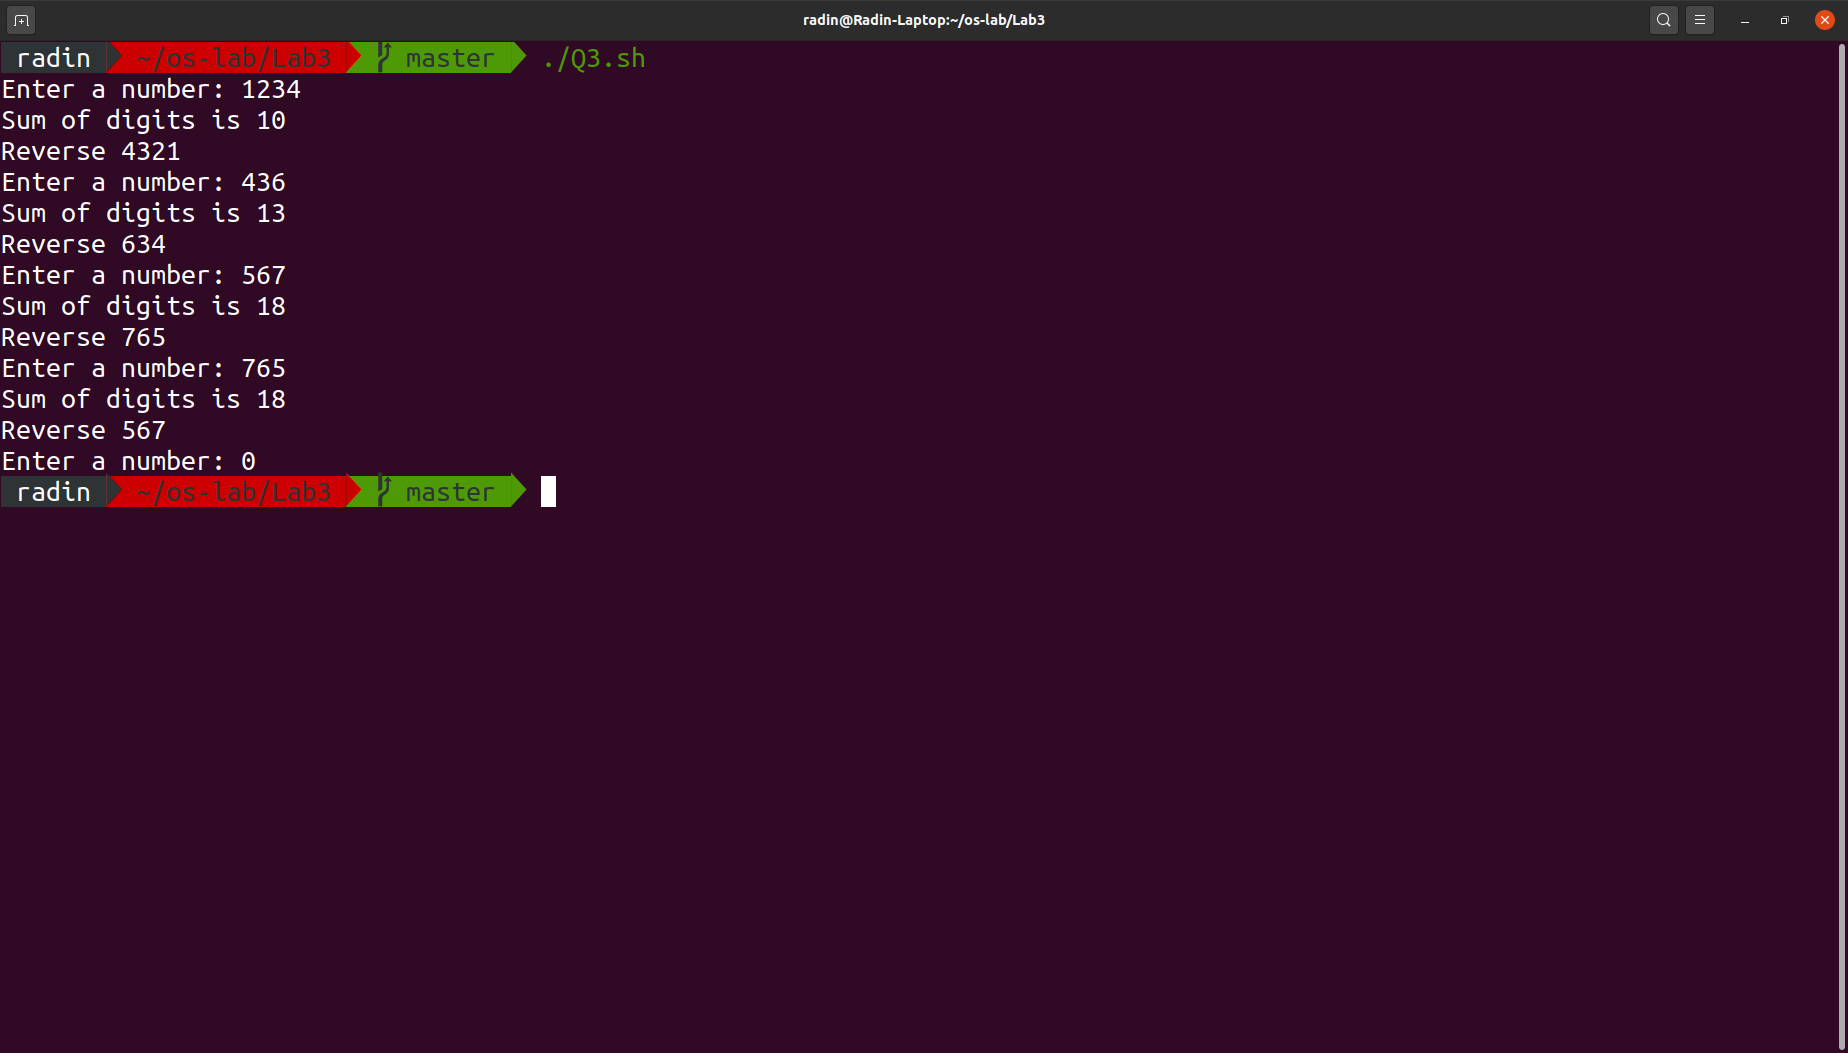 radin@Radin-Laptop:~/os-lab/Lab3
radin ~/os-lab/Lab3 master ./Q3.sh
Enter a number: 1234
Sum of digits is 10
Reverse 4321
Enter a number: 436
Sum of digits is 13
Reverse 634
Enter a number: 567
Sum of digits is 18
Reverse 765
Enter a number: 765
Sum of digits is 18
Reverse 567
Enter a number: 0
radin ~/os-lab/Lab3 master